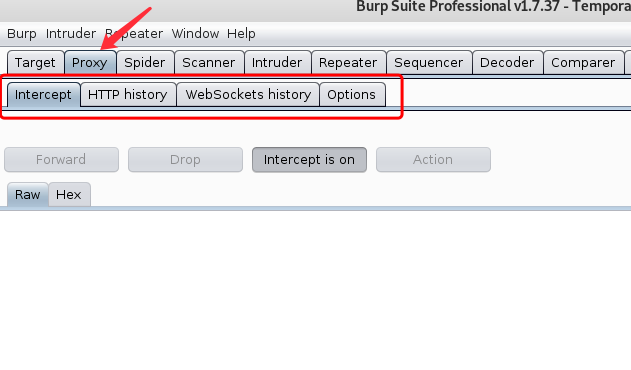 Burp Suite Professional v1.7.37 - Tempora
Burp Intruder Repeater Window Help
Target Proxy Spider Scanner Intruder Repeater Sequencer Decoder Comparer
Intercept HTTP history WebSockets history Options
Forward Drop Intercept is on Action
Raw Hex